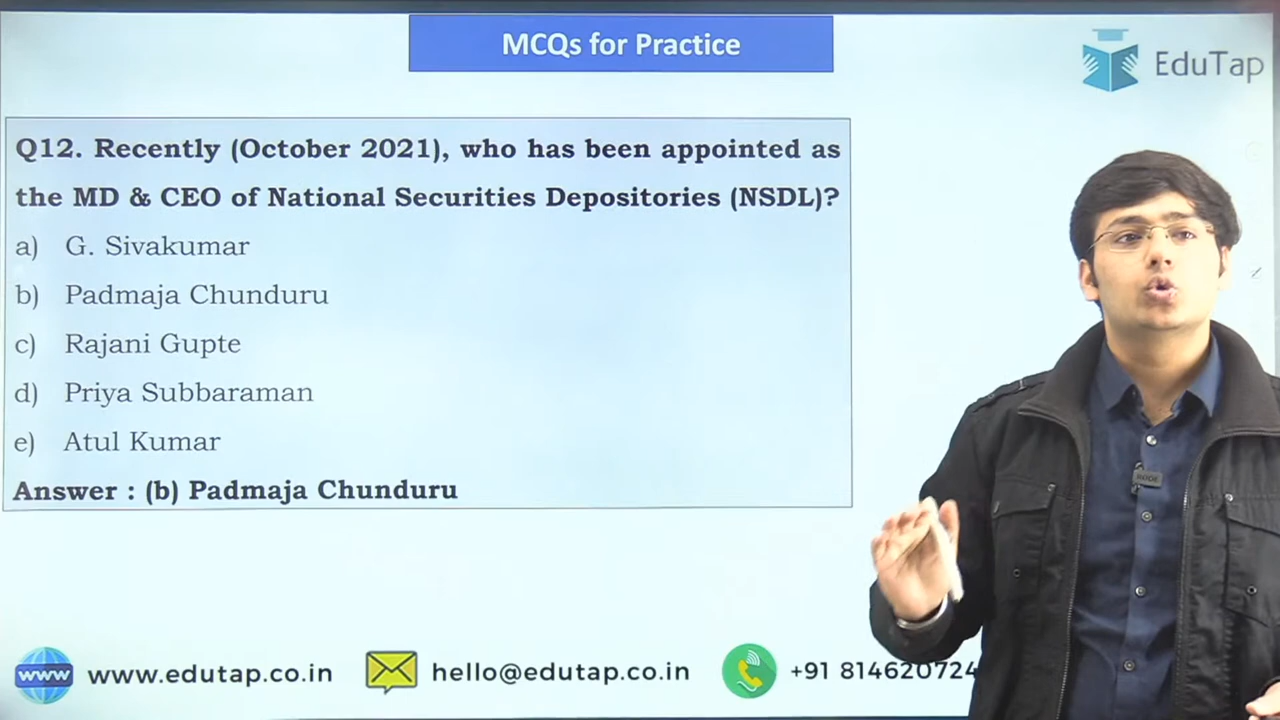 MCQs for Practice
EduTap
Q12. Recently (October 2021), who has been appointed as
the MD & CEO of National Securities Depositories (NSDL)?
a) G. Sivakumar
b) Padmaja Chunduru
c) Rajani Gupte
d) Priya Subbaraman
e) Atul Kumar
Answer : (b) Padmaja Chunduru
RODE
www
www.edutap.co.in
hello@edutap.co.in
+91 814620724